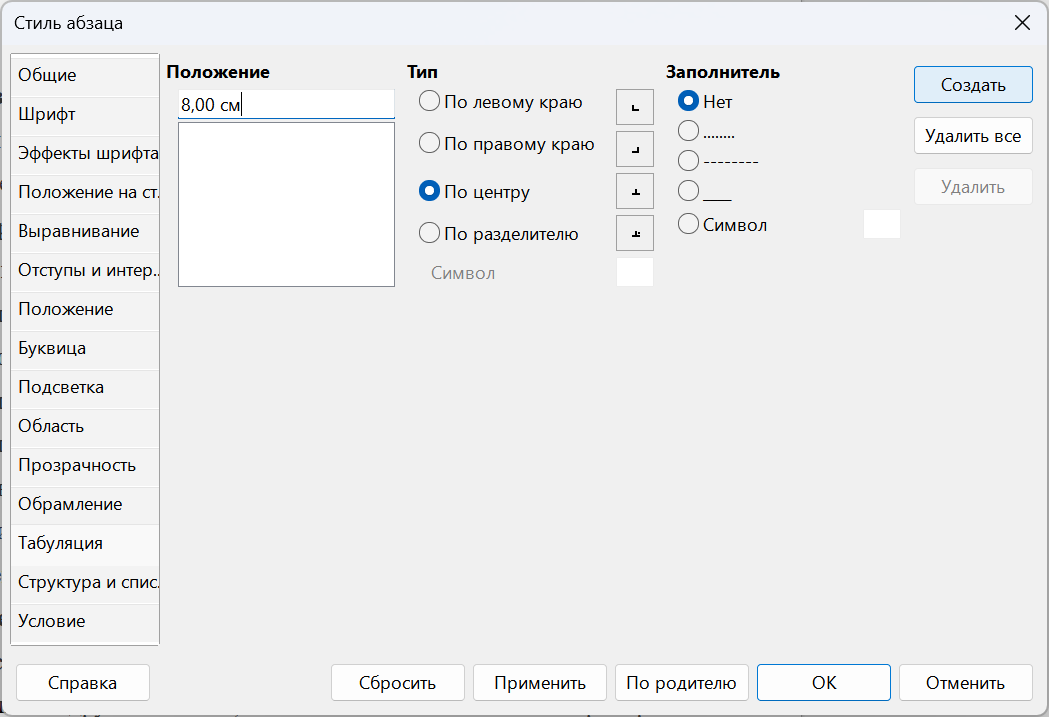 Стиль абзаца
Общие
Шрифт
Эффекты шрифта
Положение на ст.
Выравнивание
Отступы и интер..
Положение
Буквица
Подсветка
Область
Прозрачность
Обрамление
Табуляция
Структура и спис.
Условие
Положение
8,00 см
Тип
По левому краю
По правому краю
По центру
По разделителю
Символ
Заполнитель
Нет
........
--------
____
Символ
Создать
Удалить все
Удалить
Справка
Сбросить
Применить
По родителю
OK
Отменить